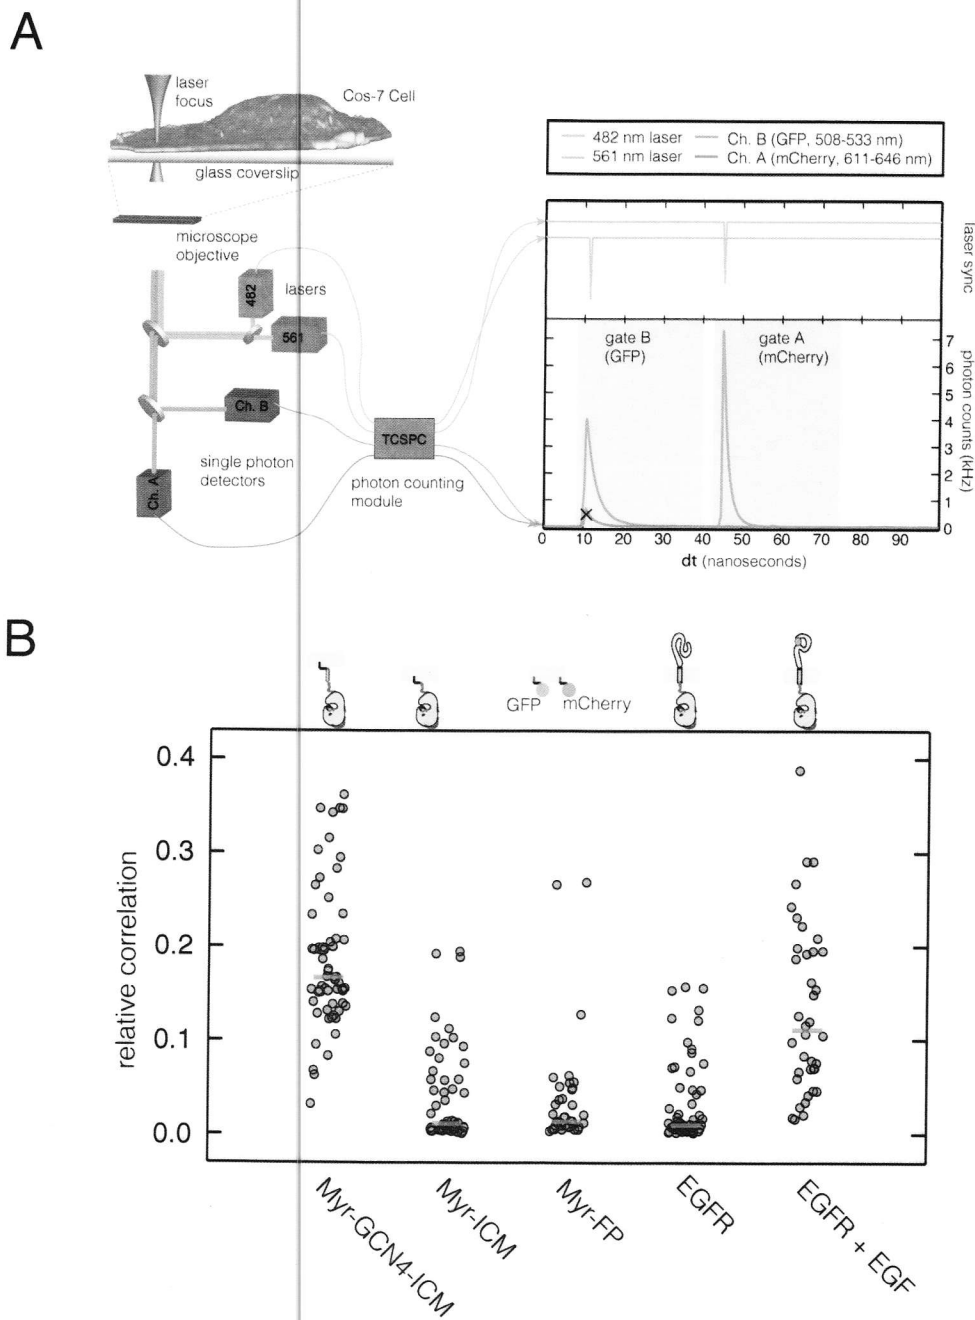 A
laser
focus
Cos-7 Cell
glass coverslip
microscope
objective
482
lasers
561
Ch. B
single photon
detectors
Ch. A
TCSPC
photon counting
module
482 nm laser
Ch. B (GFP, 508-533 nm)
561 nm laser
Ch. A (mCherry, 611-646 nm)
laser sync
gate B
(GFP)
gate A
(mCherry)
7
6
5
4
3
2
1
0
photon counts (kHz)
0 10 20 30 40 50 60 70 80 90
dt (nanoseconds)
B
GFP mCherry
0.4
0.3
0.2
0.1
0.0
relative correlation
Myr-GCN4-ICM
Myr-ICM
Myr-FP
EGFR
EGFR + EGF